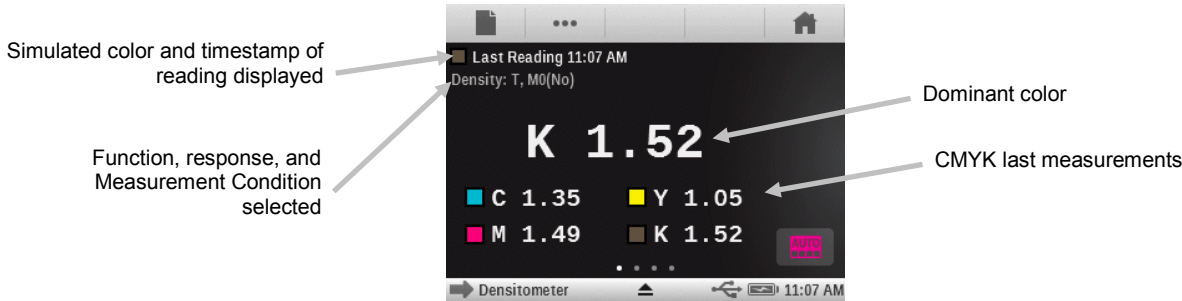 Simulated color and timestamp of
reading displayed
Function, response, and
Measurement Condition
selected
Last Reading 11:07 AM
Density: T, M0(No)
K 1.52
C 1.35
Y 1.05
M 1.49
K 1.52
AUTO
Densitometer
11:07 AM
Dominant color
CMYK last measurements